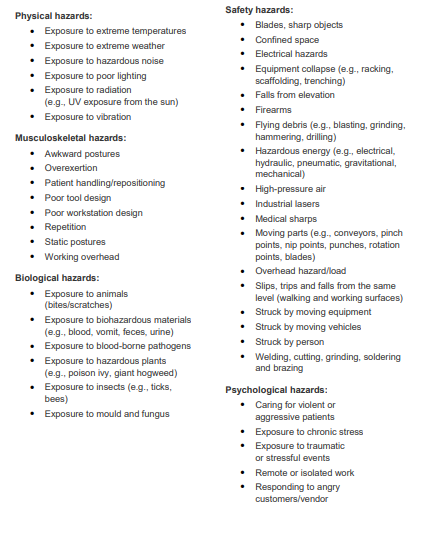 Physical hazards:
• Exposure to extreme temperatures
• Exposure to extreme weather
• Exposure to hazardous noise
• Exposure to poor lighting
• Exposure to radiation
(e.g., UV exposure from the sun)
• Exposure to vibration
Musculoskeletal hazards:
• Awkward postures
• Overexertion
• Patient handling/repositioning
• Poor tool design
• Poor workstation design
• Repetition
• Static postures
• Working overhead
Biological hazards:
• Exposure to animals
(bites/scratches)
• Exposure to biohazardous materials
(e.g., blood, vomit, feces, urine)
• Exposure to blood-borne pathogens
• Exposure to hazardous plants
(e.g., poison ivy, giant hogweed)
• Exposure to insects (e.g., ticks,
bees)
• Exposure to mould and fungus
Safety hazards:
• Blades, sharp objects
• Confined space
• Electrical hazards
• Equipment collapse (e.g., racking,
scaffolding, trenching)
• Falls from elevation
• Firearms
• Flying debris (e.g., blasting, grinding,
hammering, drilling)
• Hazardous energy (e.g., electrical,
hydraulic, pneumatic, gravitational,
mechanical)
• High-pressure air
• Industrial lasers
• Medical sharps
• Moving parts (e.g., conveyors, pinch
points, nip points, punches, rotation
points, blades)
• Overhead hazard/load
• Slips, trips and falls from the same
level (walking and working surfaces)
• Struck by moving equipment
• Struck by moving vehicles
• Struck by person
• Welding, cutting, grinding, soldering
and brazing
Psychological hazards:
• Caring for violent or
aggressive patients
• Exposure to chronic stress
• Exposure to traumatic
or stressful events
• Remote or isolated work
• Responding to angry
customers/vendor